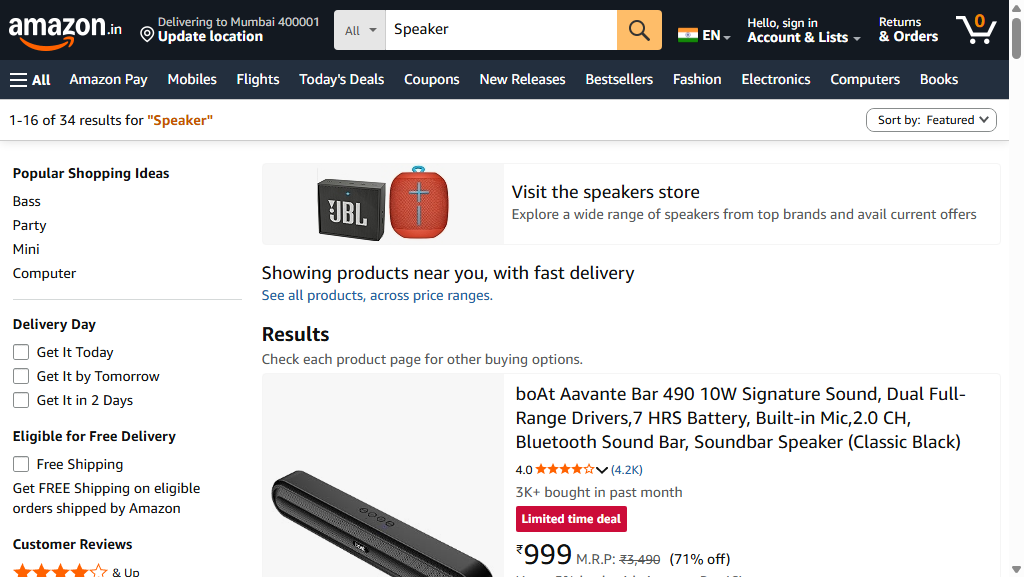 amazon.in
Delivering to Mumbai 400001
Update location
All
Speaker
EN
Hello, sign in
Account & Lists
Returns
& Orders
0
All
Amazon Pay
Mobiles
Flights
Today's Deals
Coupons
New Releases
Bestsellers
Fashion
Electronics
Computers
Books
1-16 of 34 results for "Speaker"
Sort by: Featured
Popular Shopping Ideas
Bass
Party
Mini
Computer
Delivery Day
Get It Today
Get It by Tomorrow
Get It in 2 Days
Eligible for Free Delivery
Free Shipping
Get FREE Shipping on eligible
orders shipped by Amazon
Customer Reviews
& Up
JBL
Visit the speakers store
Explore a wide range of speakers from top brands and avail current offers
Showing products near you, with fast delivery
See all products, across price ranges.
Results
Check each product page for other buying options.
boAt Aavante Bar 490 10W Signature Sound, Dual Full-
Range Drivers,7 HRS Battery, Built-in Mic,2.0 CH,
Bluetooth Sound Bar, Soundbar Speaker (Classic Black)
4.0 (4.2K)
3K+ bought in past month
Limited time deal
₹999 M.R.P: ₹3,490 (71% off)